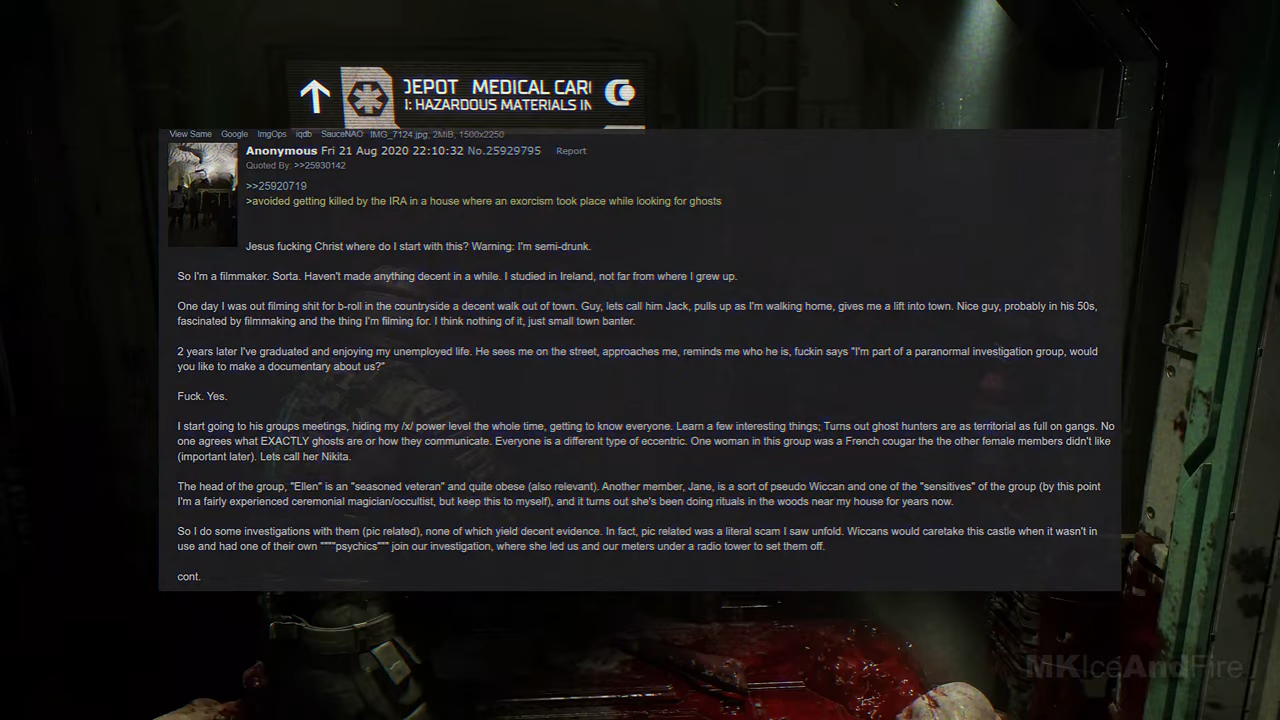 DEPOT MEDICAL CARE
: HAZARDOUS MATERIALS IN
View Same Google ImgOps iqdb SauceNAO IMG_7124.jpg, 2MiB, 1500x2250
Anonymous Fri 21 Aug 2020 22:10:32 No.25929795 Report
Quoted By: >>25930142
>>25920719
>avoided getting killed by the IRA in a house where an exorcism took place while looking for ghosts
Jesus fucking Christ where do I start with this? Warning: I'm semi-drunk.
So I'm a filmmaker. Sorta. Haven't made anything decent in a while. I studied in Ireland, not far from where I grew up.
One day I was out filming shit for b-roll in the countryside a decent walk out of town. Guy, lets call him Jack, pulls up as I'm walking home, gives me a lift into town. Nice guy, probably in his 50s,
fascinated by filmmaking and the thing I'm filming for. I think nothing of it, just small town banter.
2 years later I've graduated and enjoying my unemployed life. He sees me on the street, approaches me, reminds me who he is, fuckin says "I'm part of a paranormal investigation group, would
you like to make a documentary about us?"
Fuck. Yes.
I start going to his groups meetings, hiding my /x/ power level the whole time, getting to know everyone. Learn a few interesting things; Turns out ghost hunters are as territorial as full on gangs. No
one agrees what EXACTLY ghosts are or how they communicate. Everyone is a different type of eccentric. One woman in this group was a French cougar the the other female members didn't like
(important later). Lets call her Nikita.
The head of the group, "Ellen" is an "seasoned veteran" and quite obese (also relevant). Another member, Jane, is a sort of pseudo Wiccan and one of the "sensitives" of the group (by this point
I'm a fairly experienced ceremonial magician/occultist, but keep this to myself), and it turns out she's been doing rituals in the woods near my house for years now.
So I do some investigations with them (pic related), none of which yield decent evidence. In fact, pic related was a literal scam I saw unfold. Wiccans would caretake this castle when it wasn't in
use and had one of their own """"psychics"""" join our investigation, where she led us and our meters under a radio tower to set them off.
cont.
MKIceAndFire